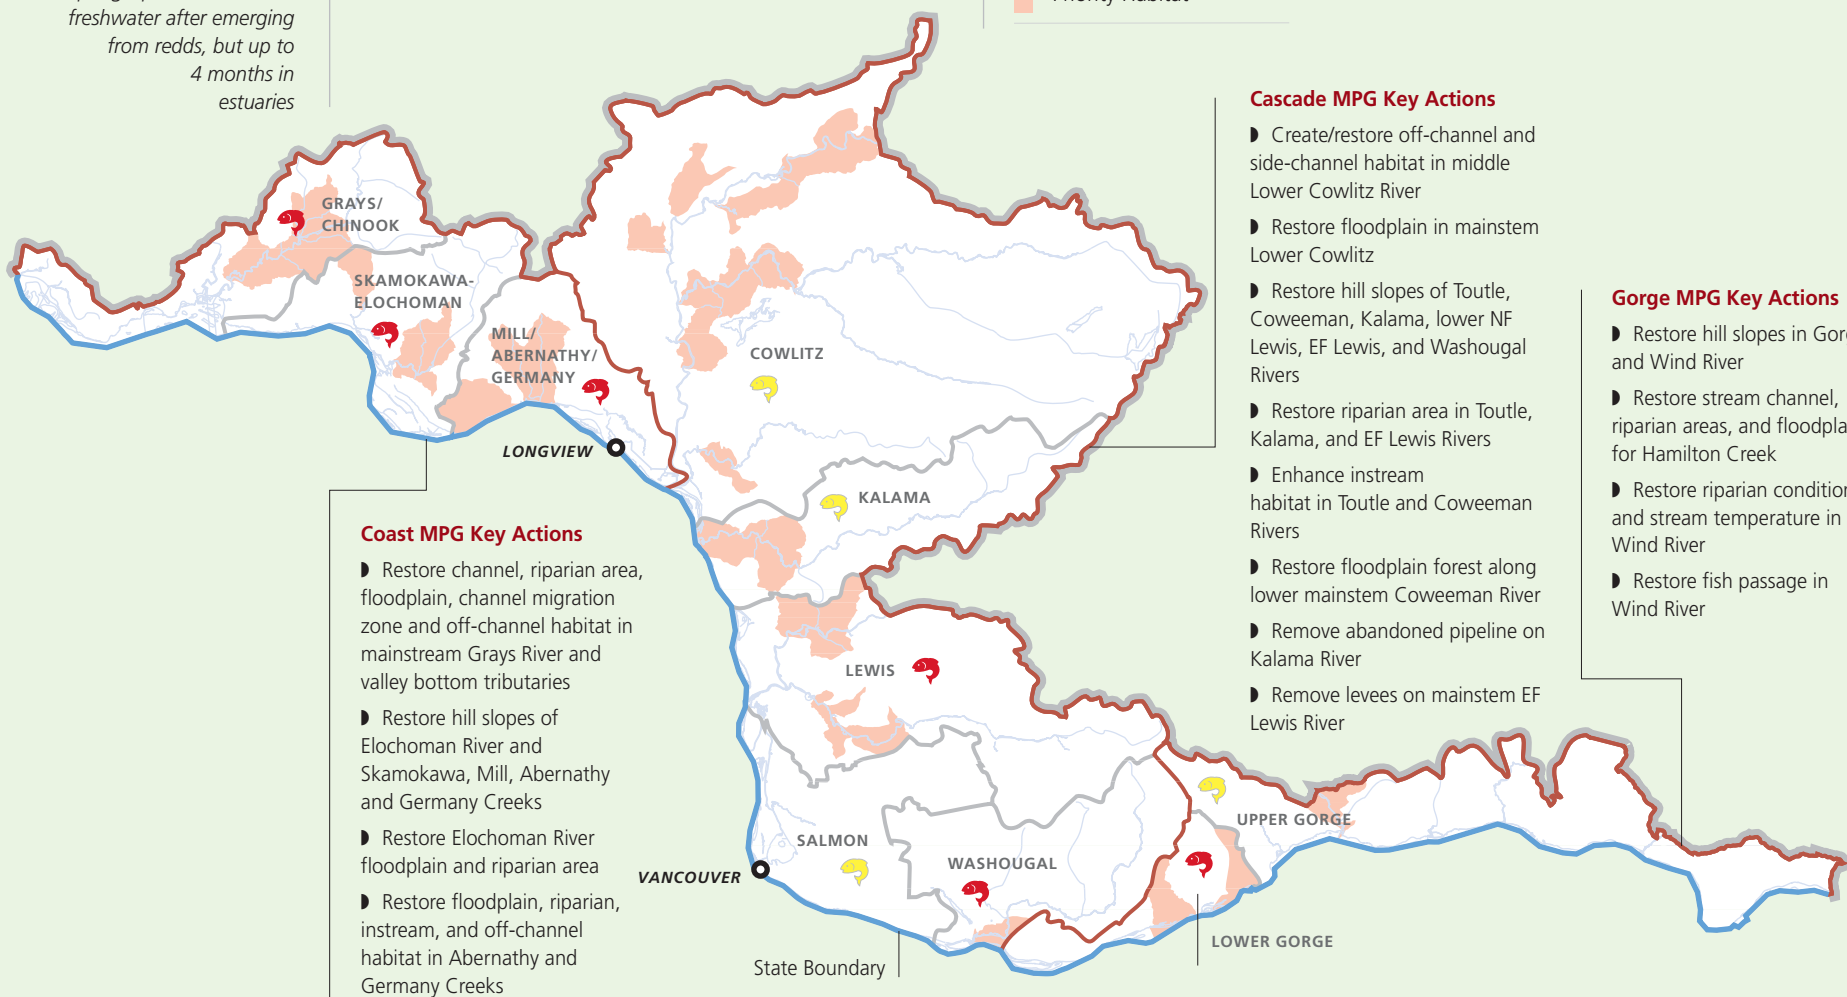 freshwater after emerging
from redds, but up to
4 months in
estuaries
Priority Habitat
GRAYS/
CHINOOK
SKAMOKAWA-
ELOCHOMAN
MILL/
ABERNATHY/
GERMANY
COWLITZ
LONGVIEW
KALAMA
LEWIS
SALMON
VANCOUVER
WASHOUGAL
UPPER GORGE
LOWER GORGE
State Boundary
Coast MPG Key Actions
◗ Restore channel, riparian area,
floodplain, channel migration
zone and off-channel habitat in
mainstream Grays River and
valley bottom tributaries
◗ Restore hill slopes of
Elochoman River and
Skamokawa, Mill, Abernathy
and Germany Creeks
◗ Restore Elochoman River
floodplain and riparian area
◗ Restore floodplain, riparian,
instream, and off-channel
habitat in Abernathy and
Germany Creeks
Cascade MPG Key Actions
◗ Create/restore off-channel and
side-channel habitat in middle
Lower Cowlitz River
◗ Restore floodplain in mainstem
Lower Cowlitz
◗ Restore hill slopes of Toutle,
Coweeman, Kalama, lower NF
Lewis, EF Lewis, and Washougal
Rivers
◗ Restore riparian area in Toutle,
Kalama, and EF Lewis Rivers
◗ Enhance instream
habitat in Toutle and Coweeman
Rivers
◗ Restore floodplain forest along
lower mainstem Coweeman River
◗ Remove abandoned pipeline on
Kalama River
◗ Remove levees on mainstem EF
Lewis River
Gorge MPG Key Actions
◗ Restore hill slopes in Gor
and Wind River
◗ Restore stream channel,
riparian areas, and floodpla
for Hamilton Creek
◗ Restore riparian condition
and stream temperature in
Wind River
◗ Restore fish passage in
Wind River